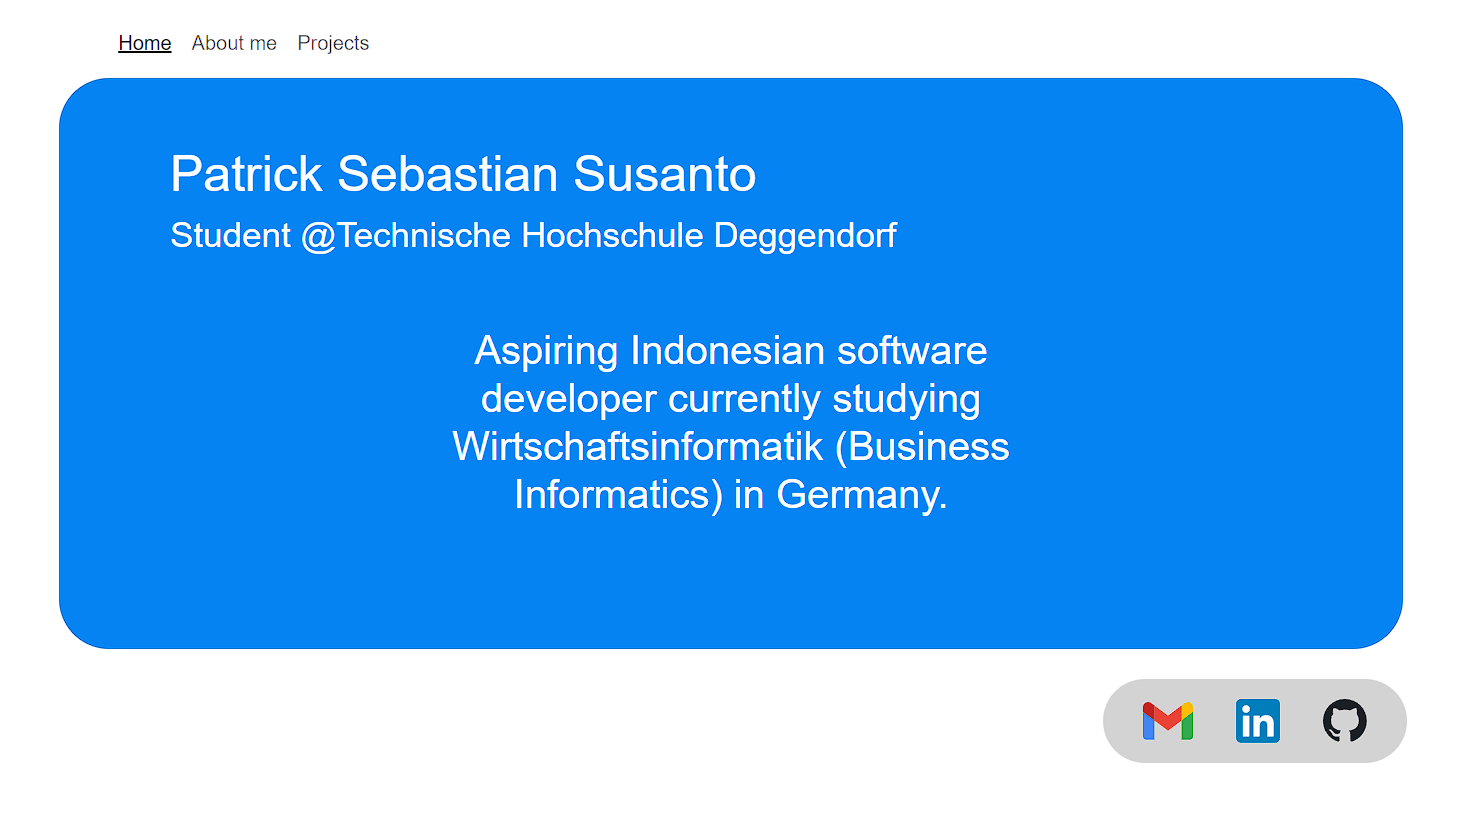 Home About me Projects
Patrick Sebastian Susanto
Student @Technische Hochschule Deggendorf
Aspiring Indonesian software
developer currently studying
Wirtschaftsinformatik (Business
Informatics) in Germany.
in